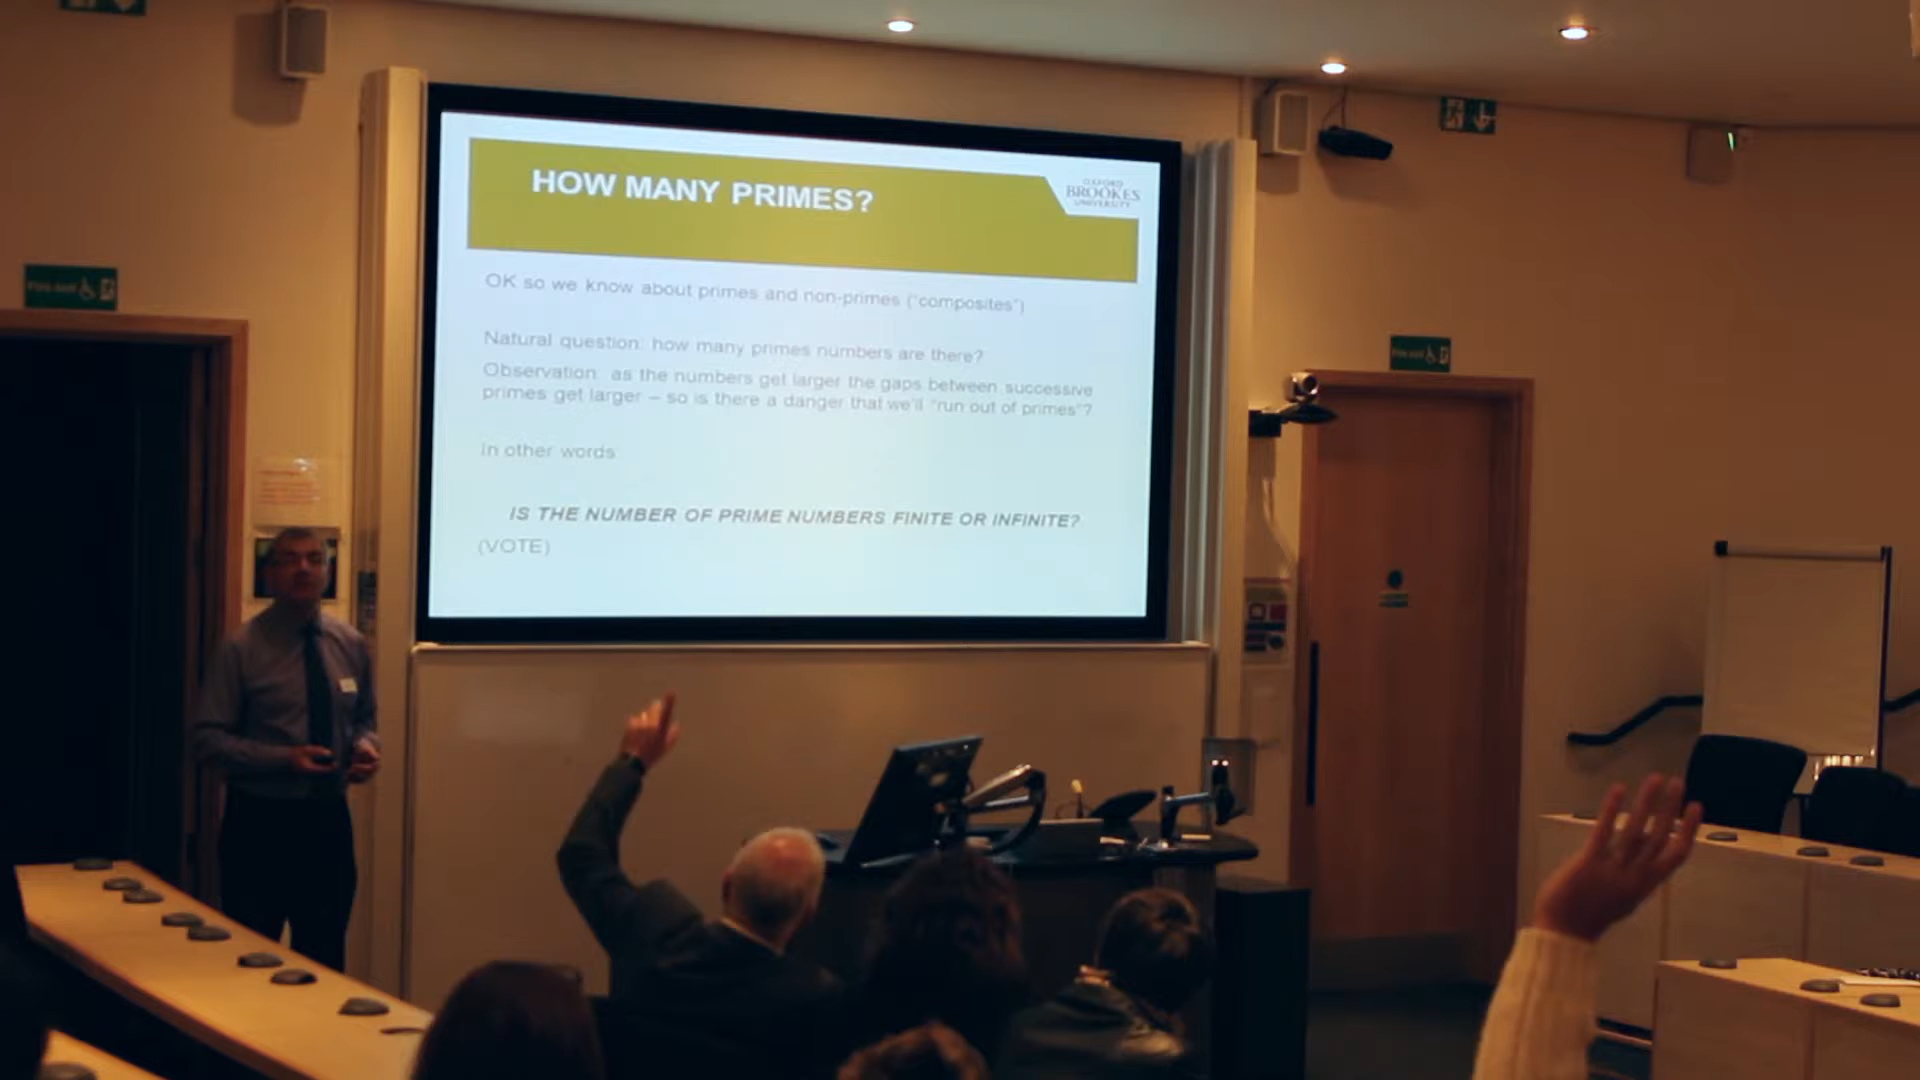 HOW MANY PRIMES?
OXFORD
BROOKES
UNIVERSITY
OK so we know about primes and non-primes ("composites")
Natural question: how many primes numbers are there?
Observation: as the numbers get larger the gaps between successive
primes get larger – so is there a danger that we'll "run out of primes"?
In other words:
IS THE NUMBER OF PRIME NUMBERS FINITE OR INFINITE?
(VOTE)